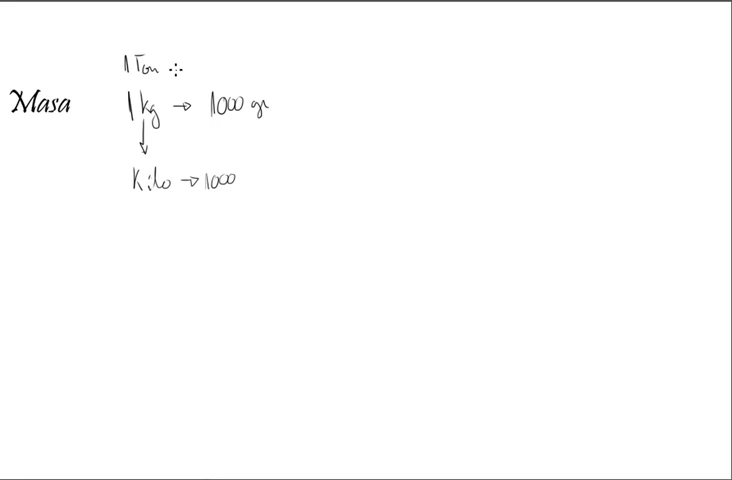 1 Ton
Masa 1 kg → 1000 gr
↓
Kilo → 1000